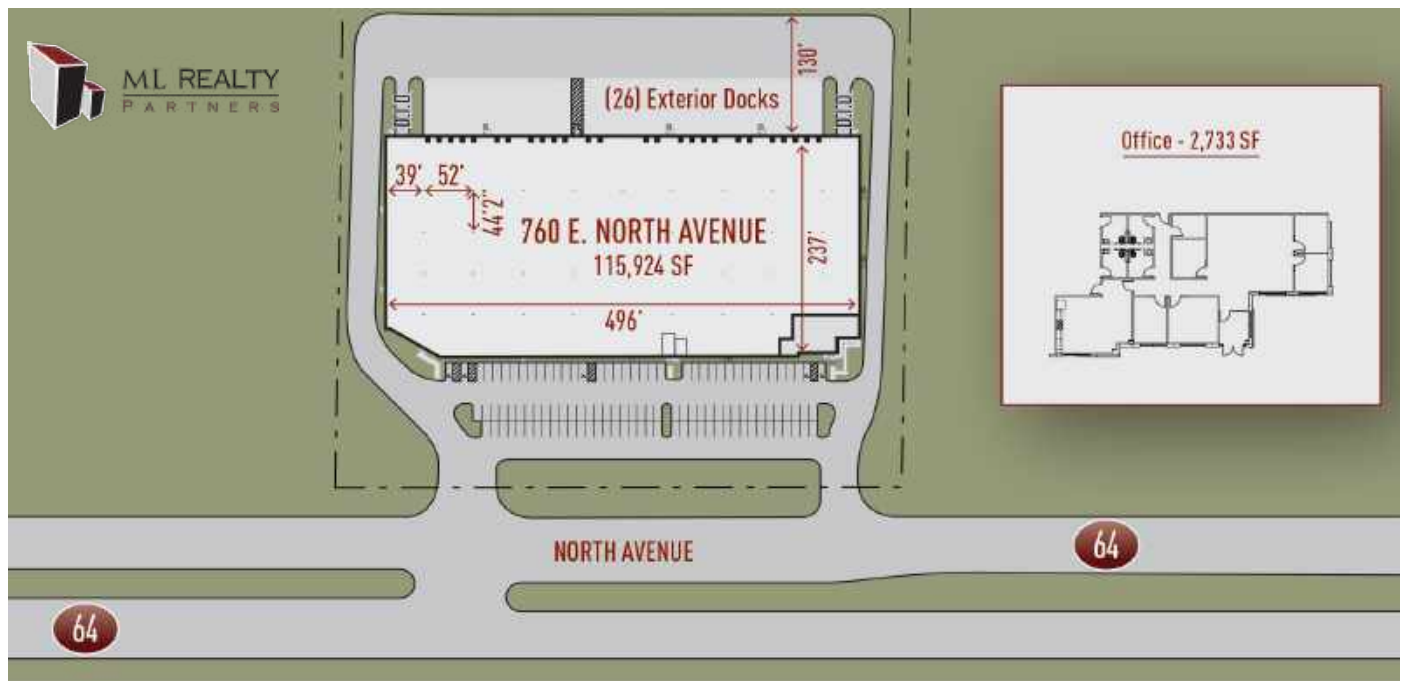 M.L. REALTY
PARTNERS
130'
(26) Exterior Docks
D.I.D
D.I.D
39'
52'
44'2"
760 E. NORTH AVENUE
115,924 SF
237'
496'
Office - 2,733 SF
NORTH AVENUE
64
64